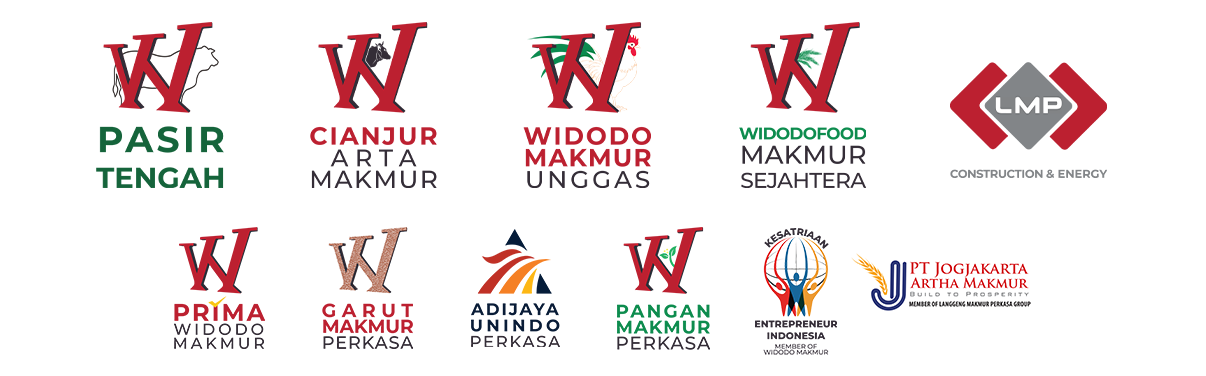 PASIR
TENGAH
CIANJUR
ARTA
MAKMUR
WIDODO
MAKMUR
UNGGAS
WIDODOFOOD
MAKMUR
SEJAHTERA
LMP
CONSTRUCTION & ENERGY
PRIMA
WIDODO
MAKMUR
GARUT
MAKMUR
PERKASA
ADIJAYA
UNINDO
PERKASA
PANGAN
MAKMUR
PERKASA
KESATRIAAN
ENTREPRENEUR
INDONESIA
MEMBER OF
WIDODO MAKMUR
PT JOGJAKARTA
ARTHA MAKMUR
BUILD TO PROSPERITY
MEMBER OF LANGGENG MAKMUR PERKASA GROUP